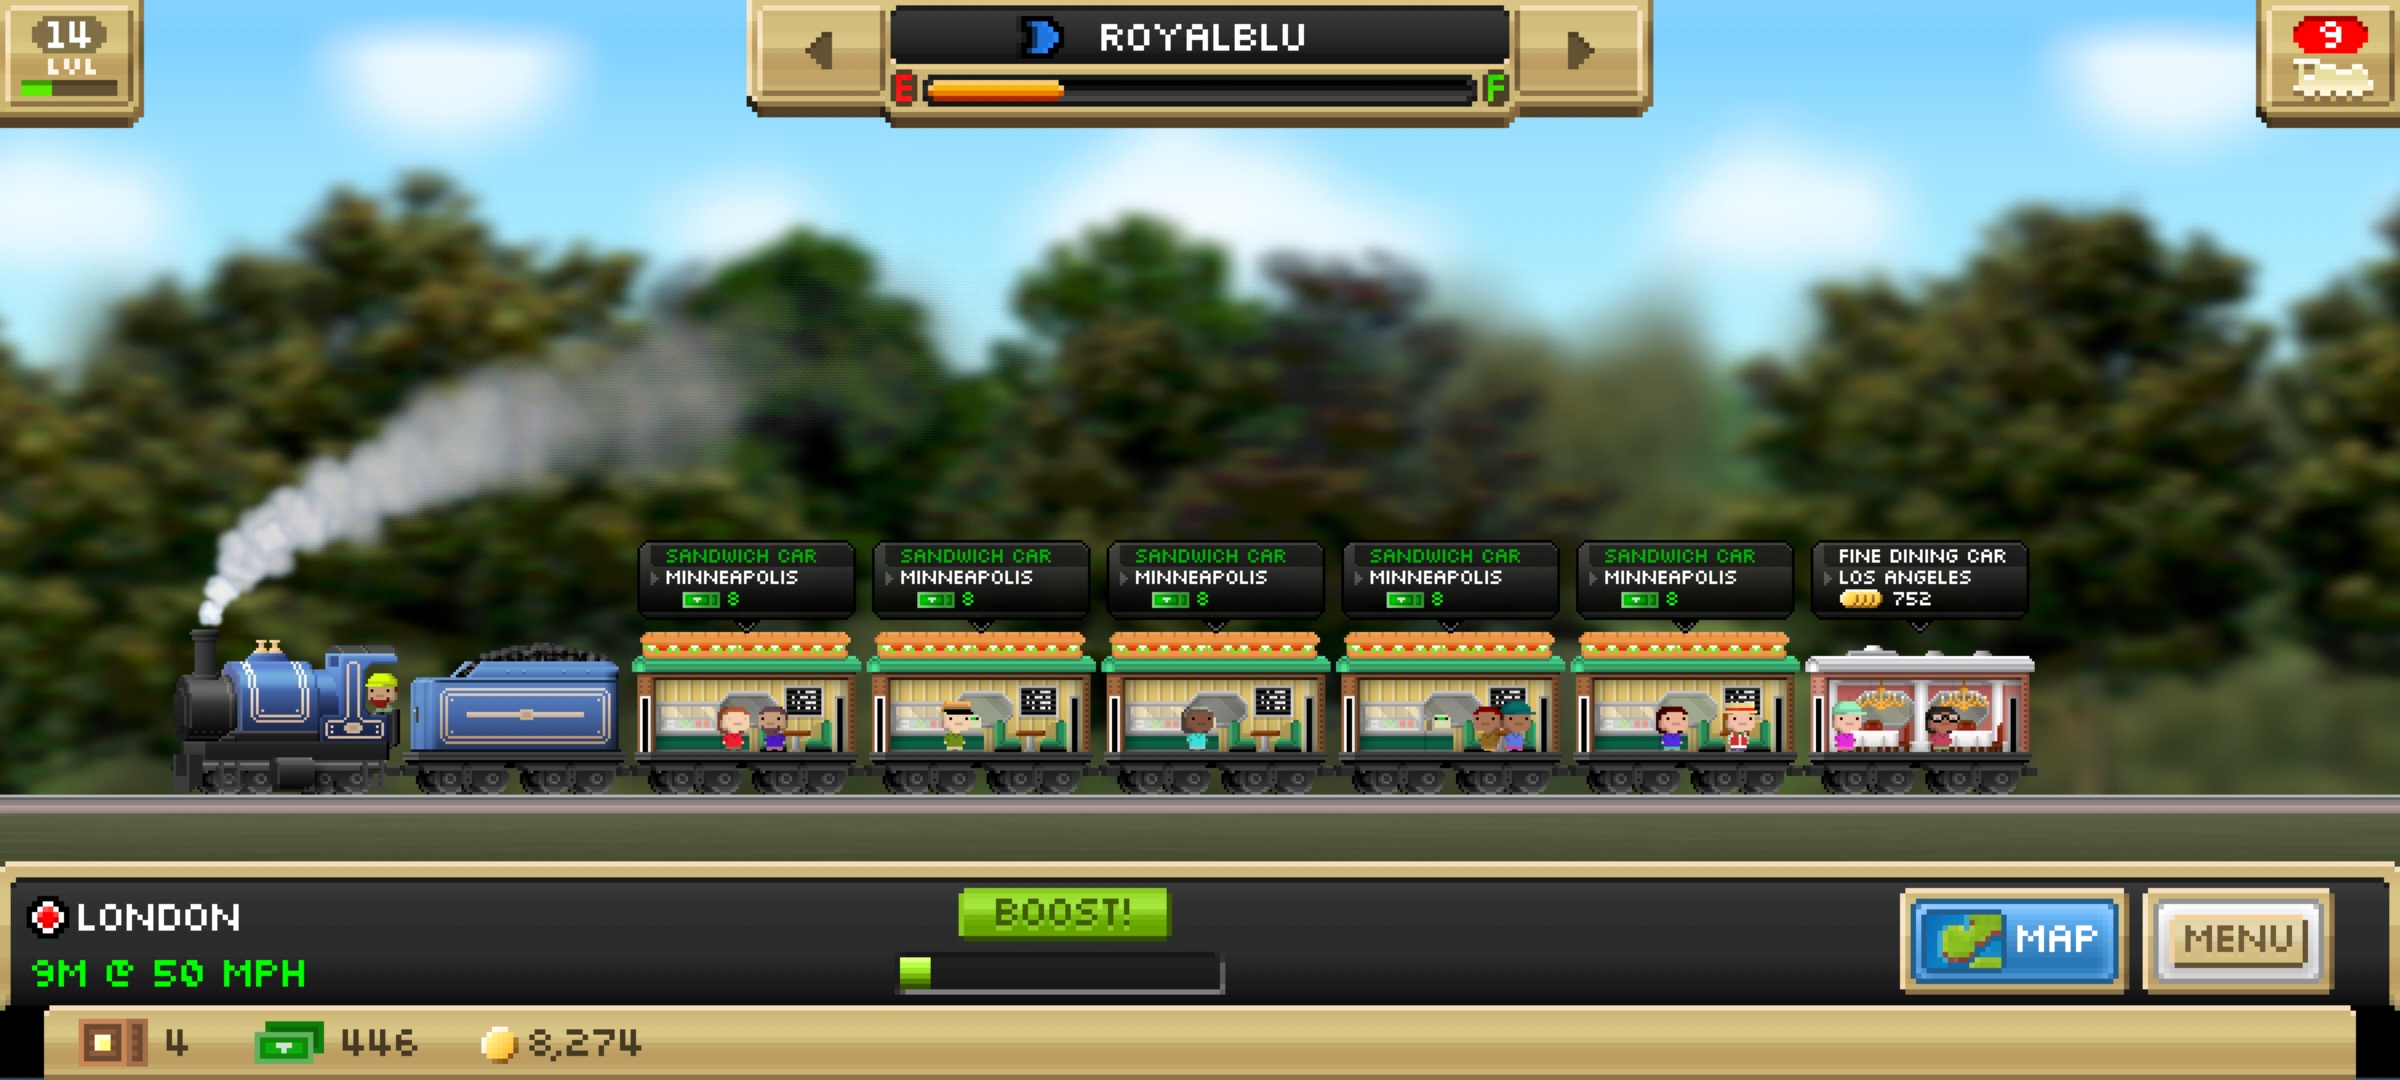 14
LVL
ROYALBLU
E F
9
SANDWICH CAR
MINNEAPOLIS
8
SANDWICH CAR
MINNEAPOLIS
8
SANDWICH CAR
MINNEAPOLIS
8
SANDWICH CAR
MINNEAPOLIS
8
SANDWICH CAR
MINNEAPOLIS
8
FINE DINING CAR
LOS ANGELES
752
LONDON
9M @ 50 MPH
BOOST!
MAP
MENU
4
446
8,274